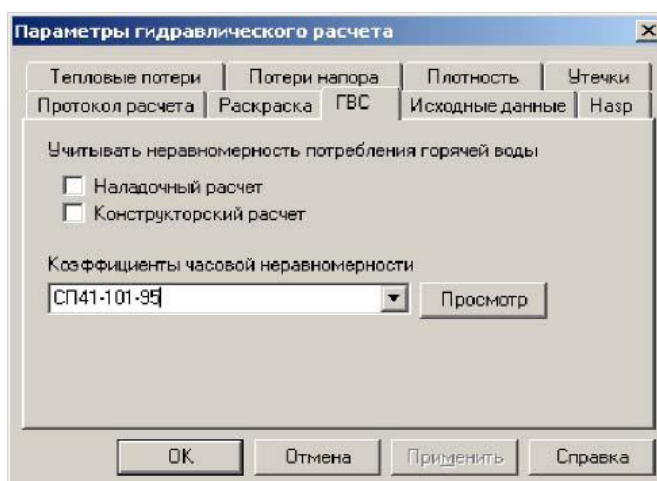 Параметры гидравлического расчета
Тепловые потери Потери напора Плотность Утечки
Протокол расчета Раскраска ГВС Исходные данные Hasp
Учитывать неравномерность потребления горячей воды
Наладочный расчет
Конструкторский расчет
Коэффициенты часовой неравномерности
СП41-101-95 Просмотр
OK Отмена Применить Справка